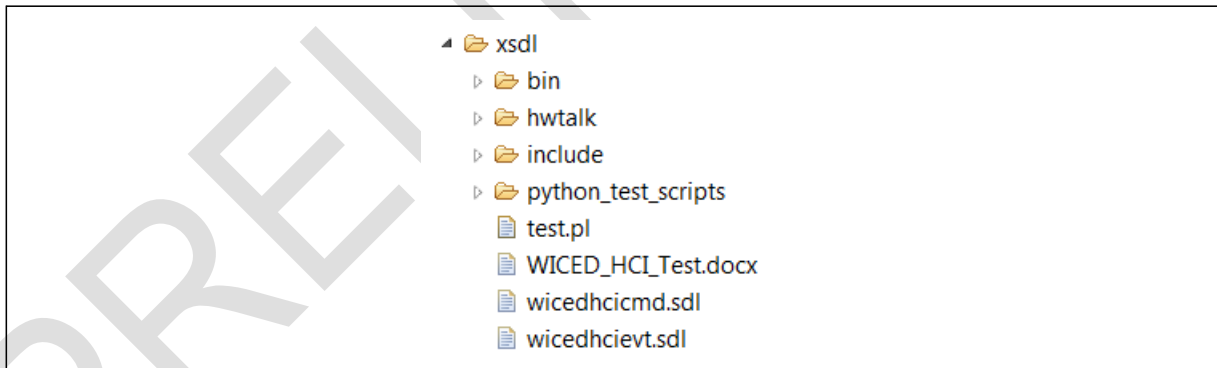 xsdl
bin
hwtalk
include
python_test_scripts
test.pl
WICED_HCI_Test.docx
wicedhcicmd.sdl
wicedhcievt.sdl